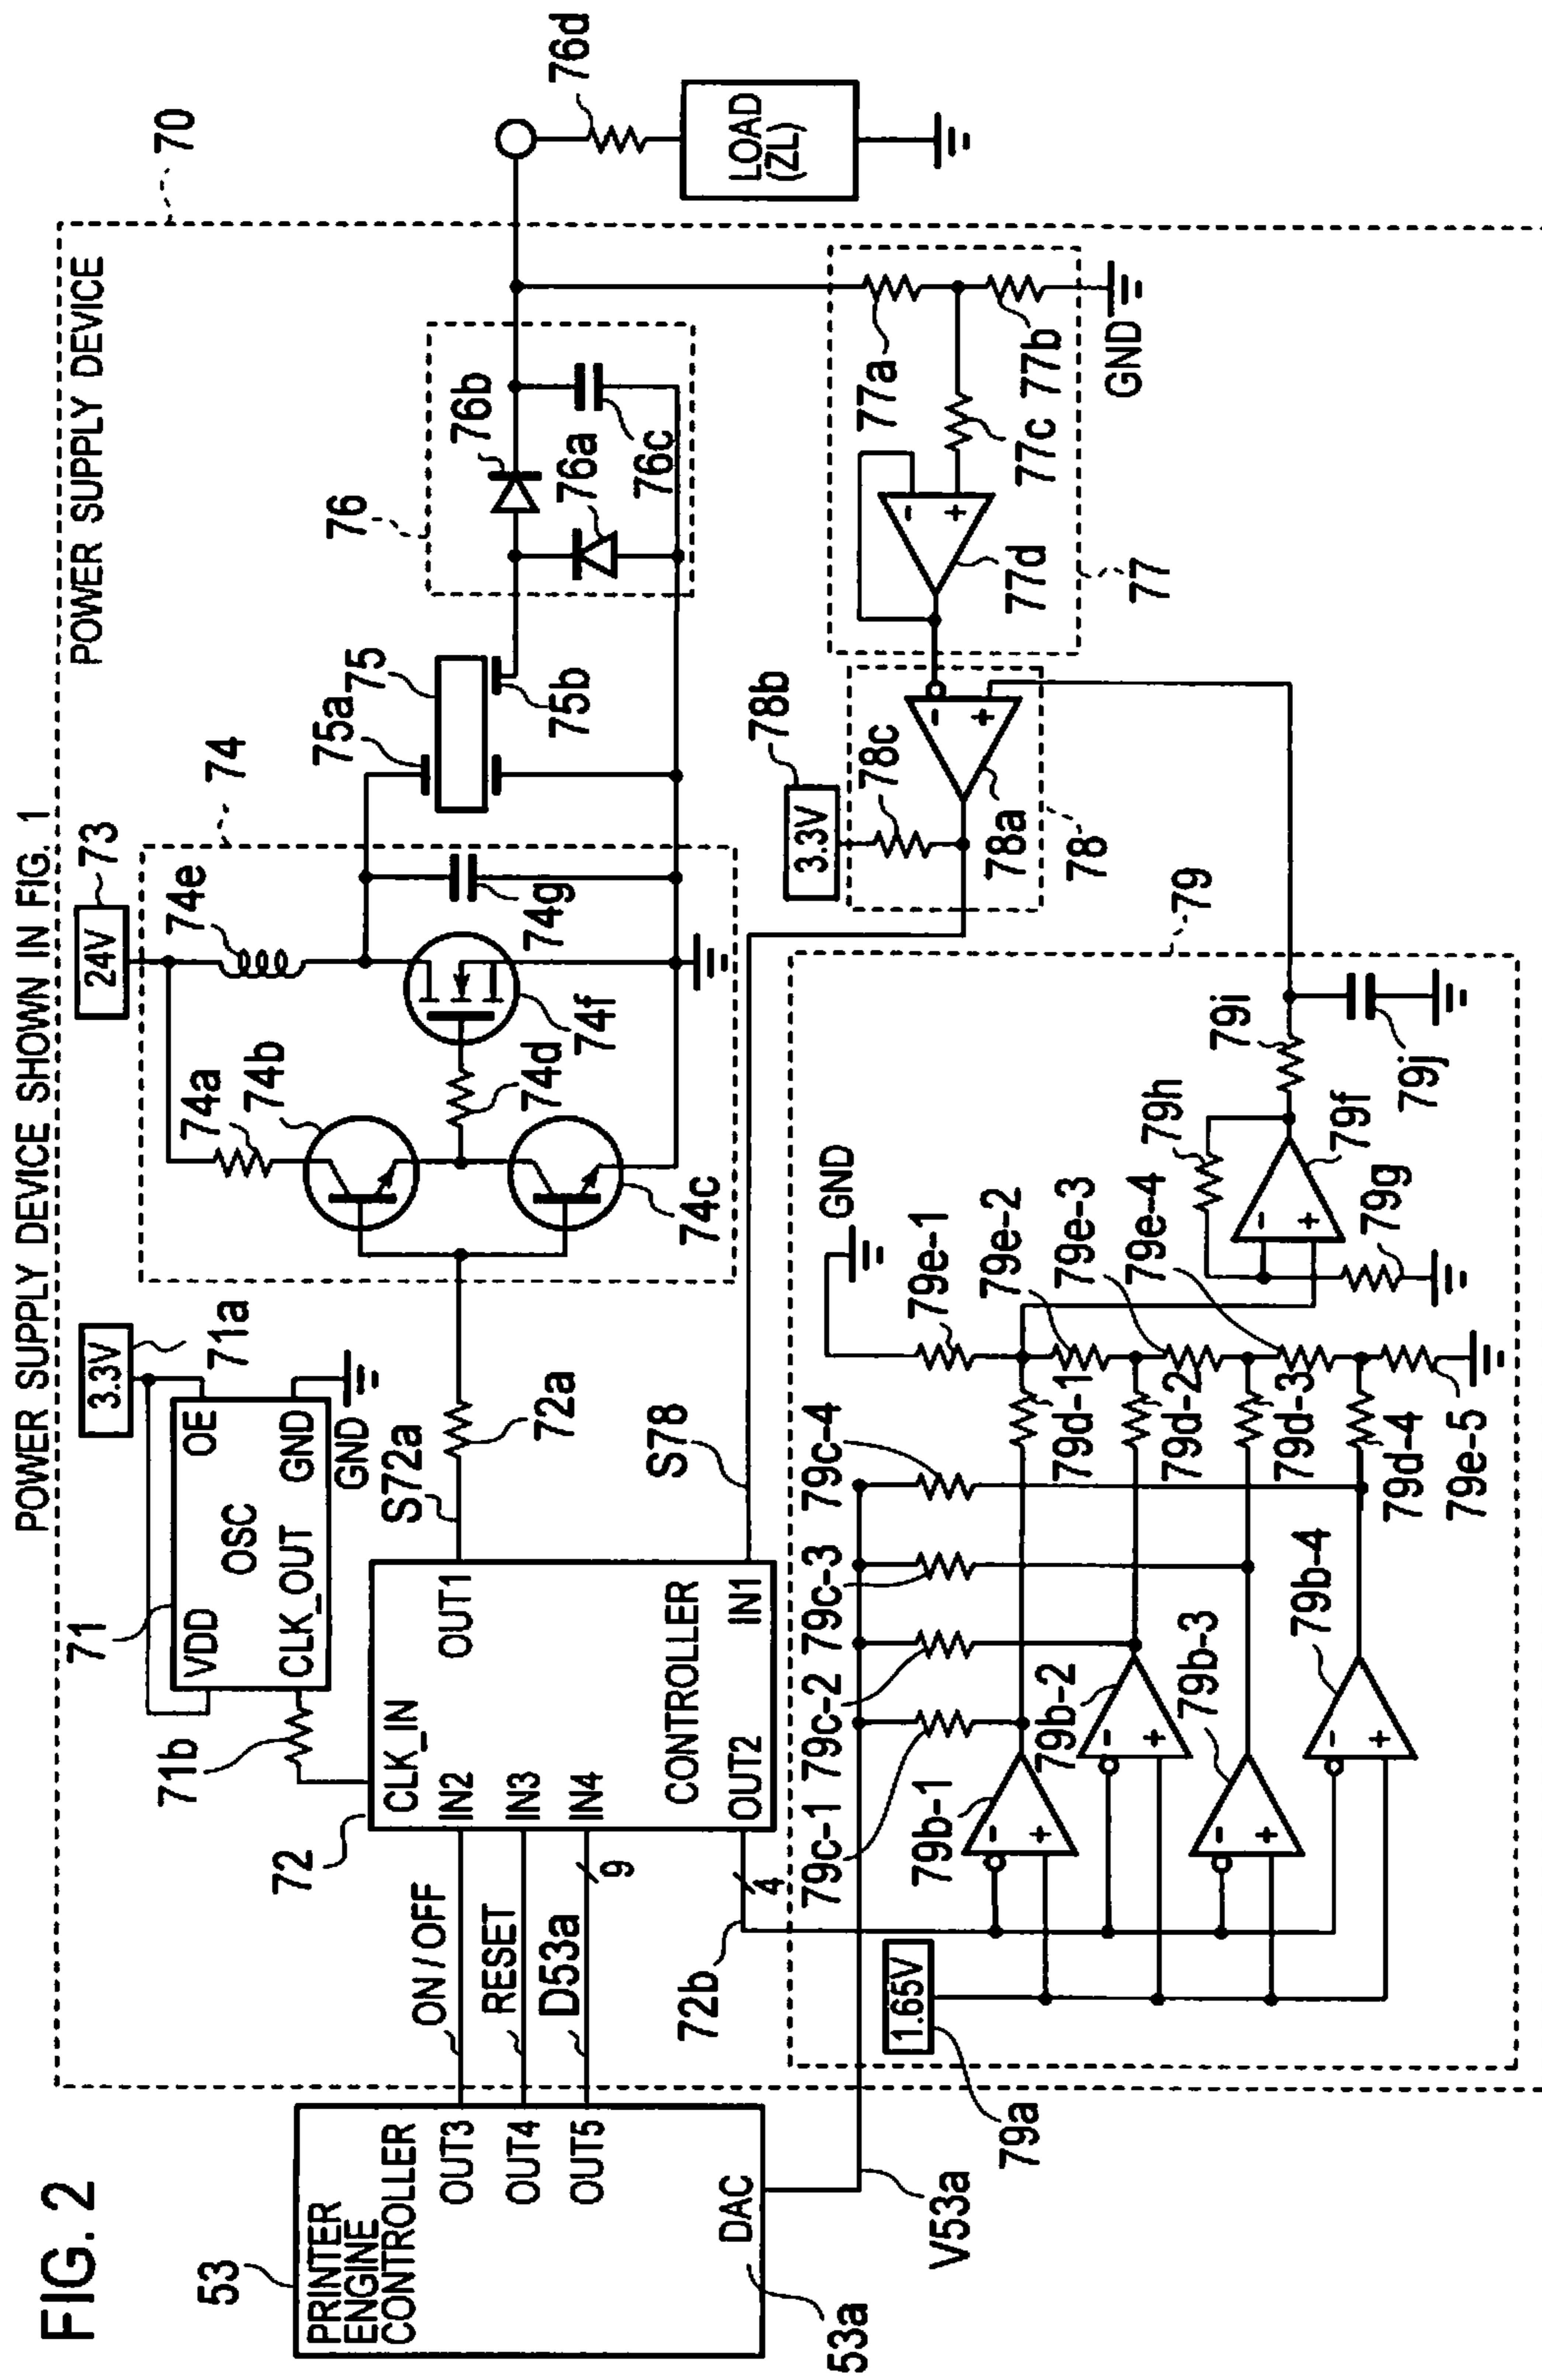 FIG. 2
POWER SUPPLY DEVICE SHOWN IN FIG. 1
POWER SUPPLY DEVICE
70
53
PRINTER
ENGINE
CONTROLLER
OUT3
OUT4
OUT5
DAC
53a
V53a
ON / OFF
RESET
D53a
9
72
CLK_IN
IN2
IN3
IN4
OUT1
CONTROLLER
OUT2
IN1
4
72b
71
VDD
OE
OSC
CLK_OUT
GND
GND
3.3V
71a
71b
S72a
72a
S78
24V
73
74
74a
74b
74c
74d
74e
74f
74g
75a
75
75b
76
76a
76b
76c
76d
LOAD
(ZL)
77a
77b
77c
77d
77
GND
3.3V
78b
78c
78a
78
79
1.65V
79a
79b-1
79b-2
79b-3
79b-4
79c-1
79c-2
79c-3
79c-4
79d-1
79d-2
79d-3
79d-4
GND
79e-1
79e-2
79e-3
79e-4
79e-5
79f
79g
79h
79i
79j
- +
- +
- +
- +
- +
- +
- +